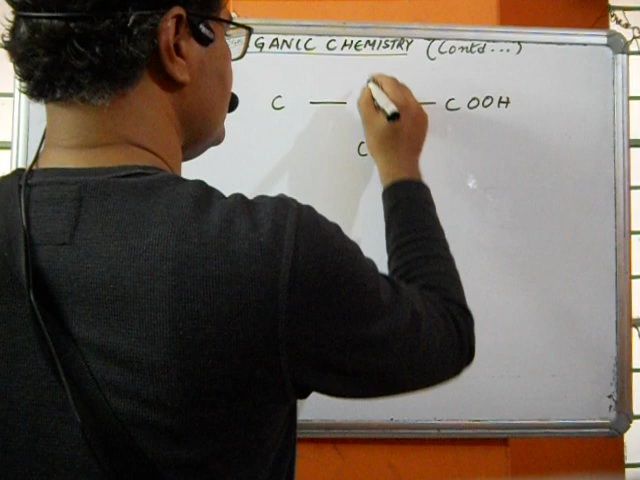 GANIC CHEMISTRY (Contd...)
C — — COOH
C